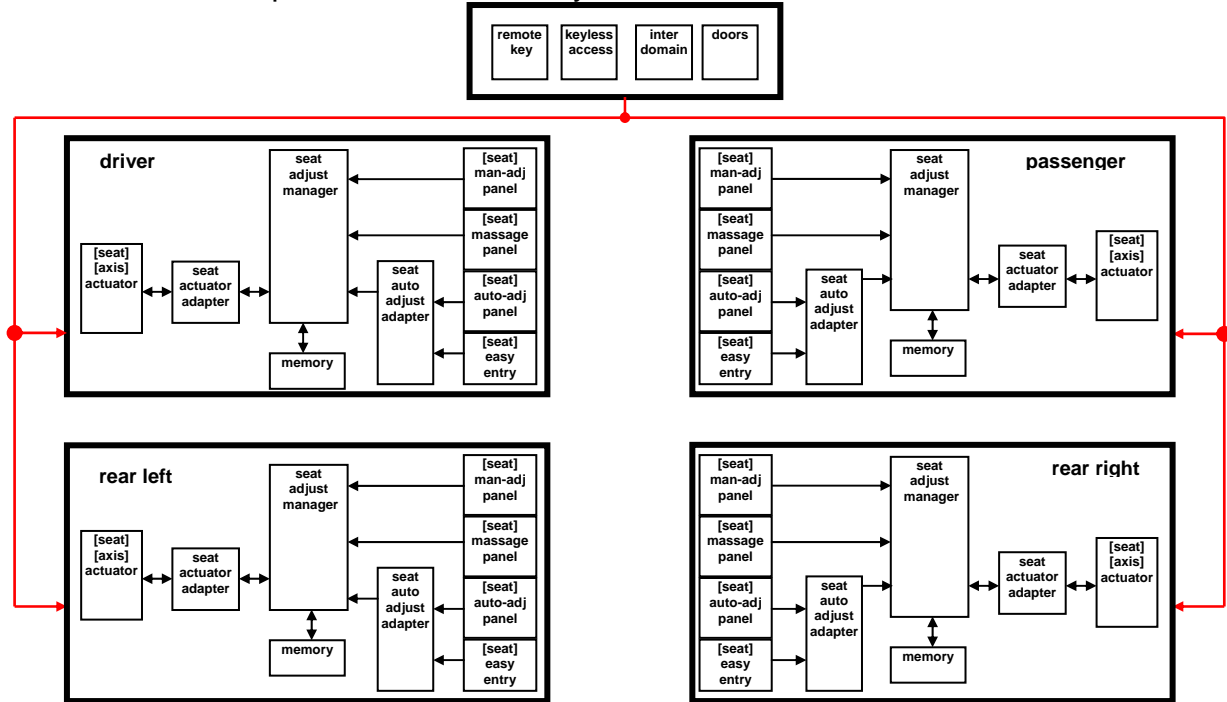 remote
key
keyless
access
inter
domain
doors
driver
seat
adjust
manager
[seat]
man-adj
panel
[seat]
massage
panel
[seat]
auto-adj
panel
[seat]
easy
entry
[seat]
[axis]
actuator
seat
actuator
adapter
seat
auto
adjust
adapter
memory
passenger
[seat]
man-adj
panel
[seat]
massage
panel
[seat]
auto-adj
panel
[seat]
easy
entry
seat
adjust
manager
seat
auto
adjust
adapter
seat
actuator
adapter
[seat]
[axis]
actuator
memory
rear left
seat
adjust
manager
[seat]
man-adj
panel
[seat]
massage
panel
[seat]
auto-adj
panel
[seat]
easy
entry
[seat]
[axis]
actuator
seat
actuator
adapter
seat
auto
adjust
adapter
memory
rear right
[seat]
man-adj
panel
[seat]
massage
panel
[seat]
auto-adj
panel
[seat]
easy
entry
seat
adjust
manager
seat
auto
adjust
adapter
seat
actuator
adapter
[seat]
[axis]
actuator
memory